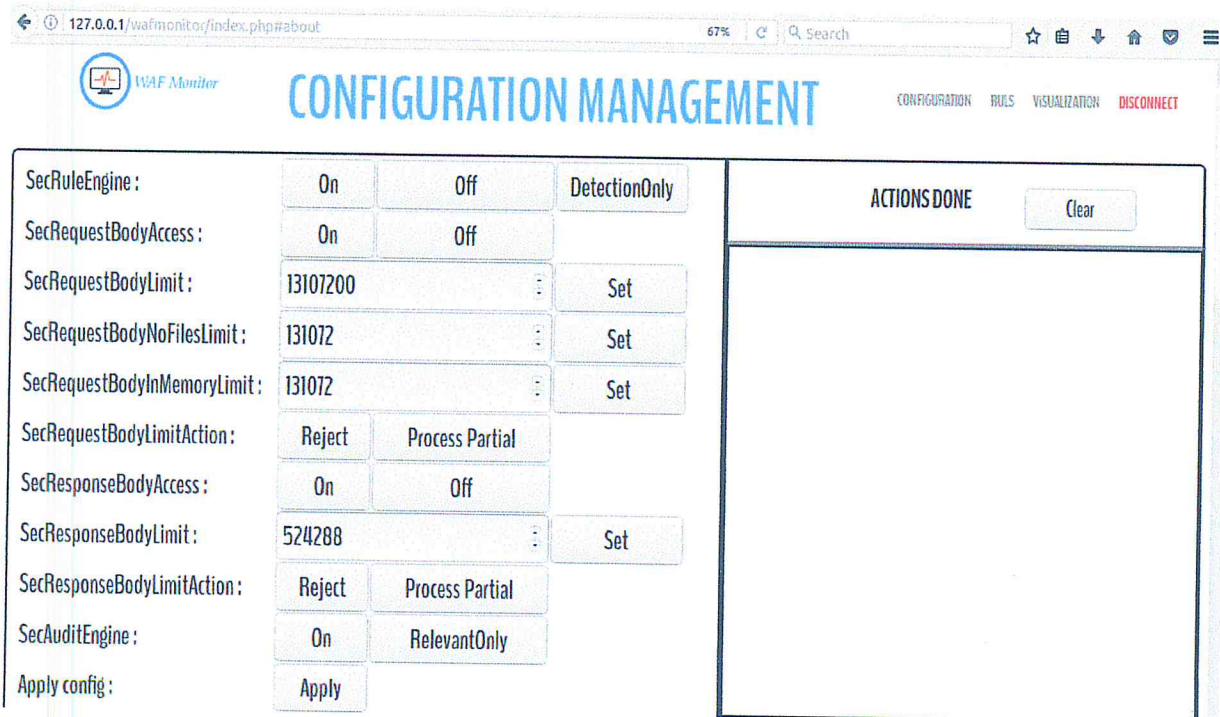 127.0.0.1/wafmonitor/index.php#about 67% Search
WAF Monitor
CONFIGURATION MANAGEMENT
CONFIGURATION RULS VISUALIZATION DISCONNECT
SecRuleEngine : On Off DetectionOnly
SecRequestBodyAccess : On Off
SecRequestBodyLimit : 13107200 Set
SecRequestBodyNoFilesLimit : 131072 Set
SecRequestBodyInMemoryLimit : 131072 Set
SecRequestBodyLimitAction : Reject Process Partial
SecResponseBodyAccess : On Off
SecResponseBodyLimit : 524288 Set
SecResponseBodyLimitAction : Reject Process Partial
SecAuditEngine : On RelevantOnly
Apply config : Apply
ACTIONS DONE Clear